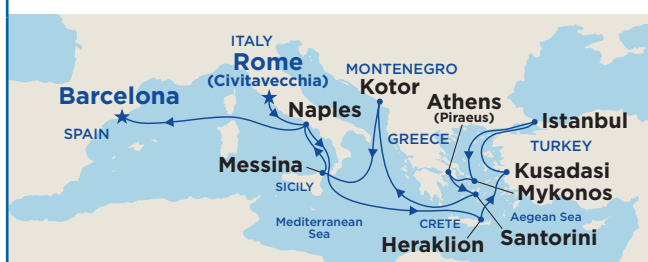 ITALY
Rome
(Civitavecchia)
MONTENEGRO
Kotor
Barcelona
Naples
Athens
(Piraeus)
Istanbul
SPAIN
GREECE
TURKEY
Messina
Kusadasi
SICILY
Mykonos
Mediterranean
Sea
CRETE
Aegean Sea
Heraklion
Santorini